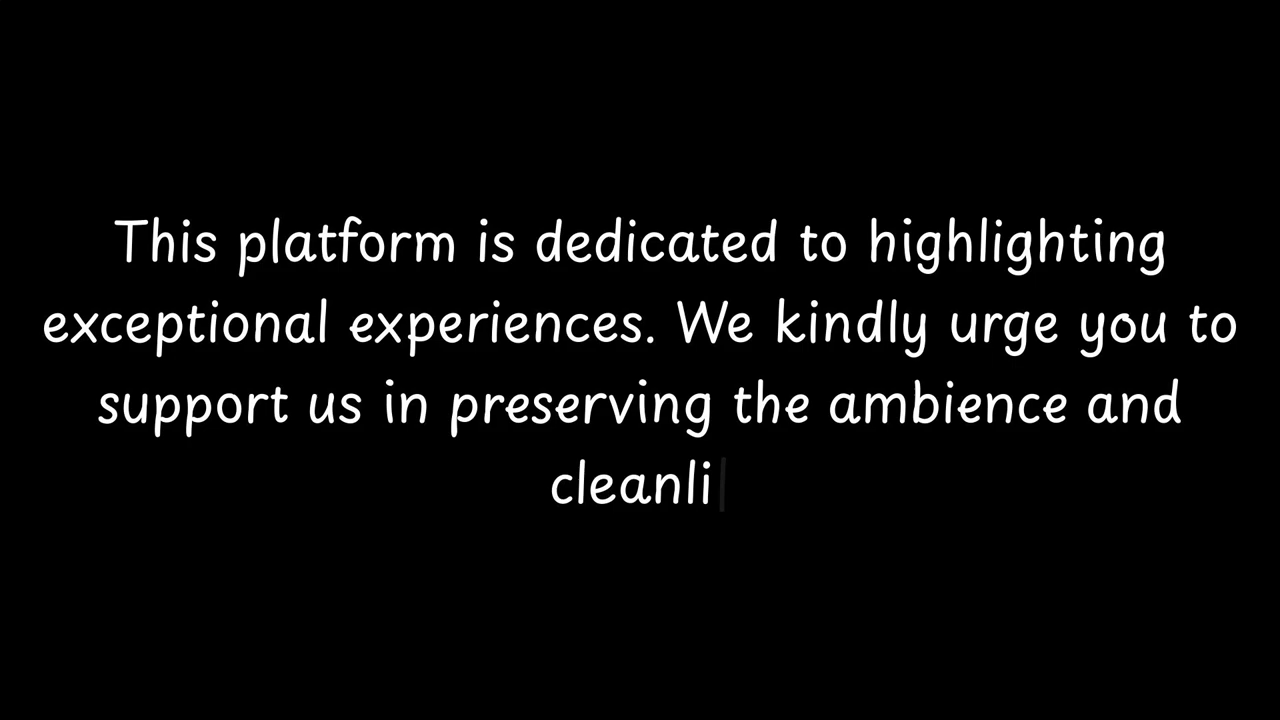 This platform is dedicated to highlighting
exceptional experiences. We kindly urge you to
support us in preserving the ambience and
cleanli